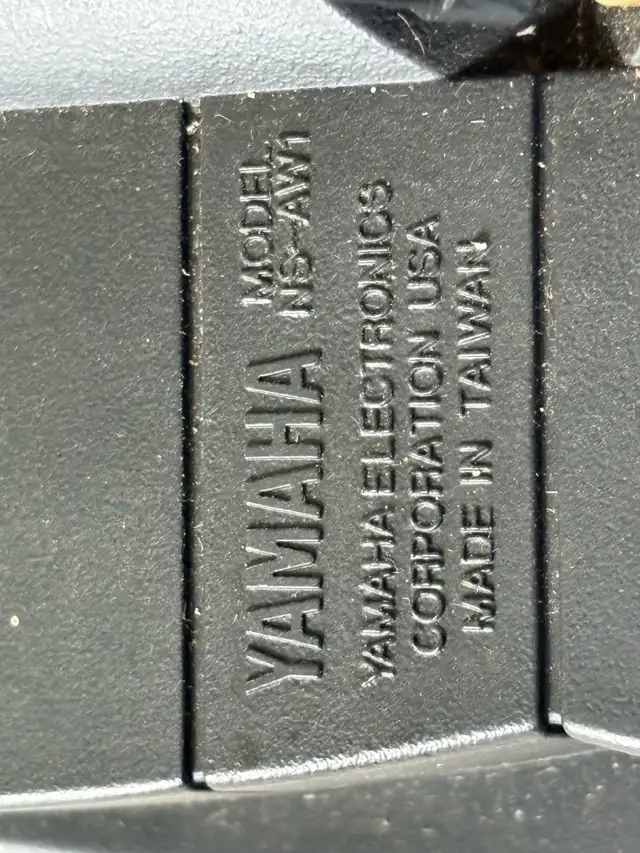 YAMAHA
MODEL
NS-AW1
YAMAHA ELECTRONICS
CORPORATION USA
MADE IN TAIWAN